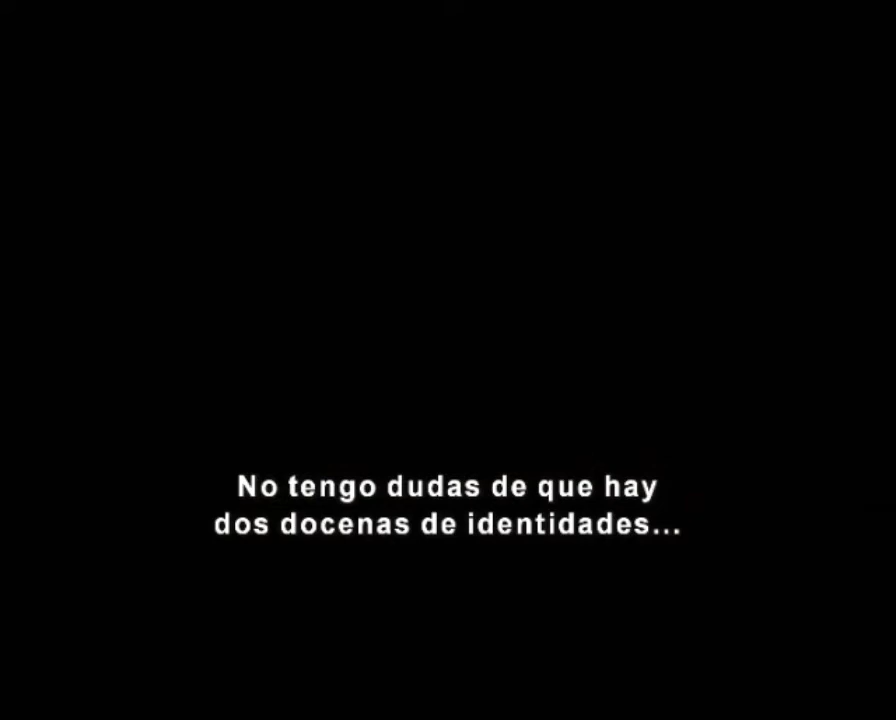 No tengo dudas de que hay
dos docenas de identidades...